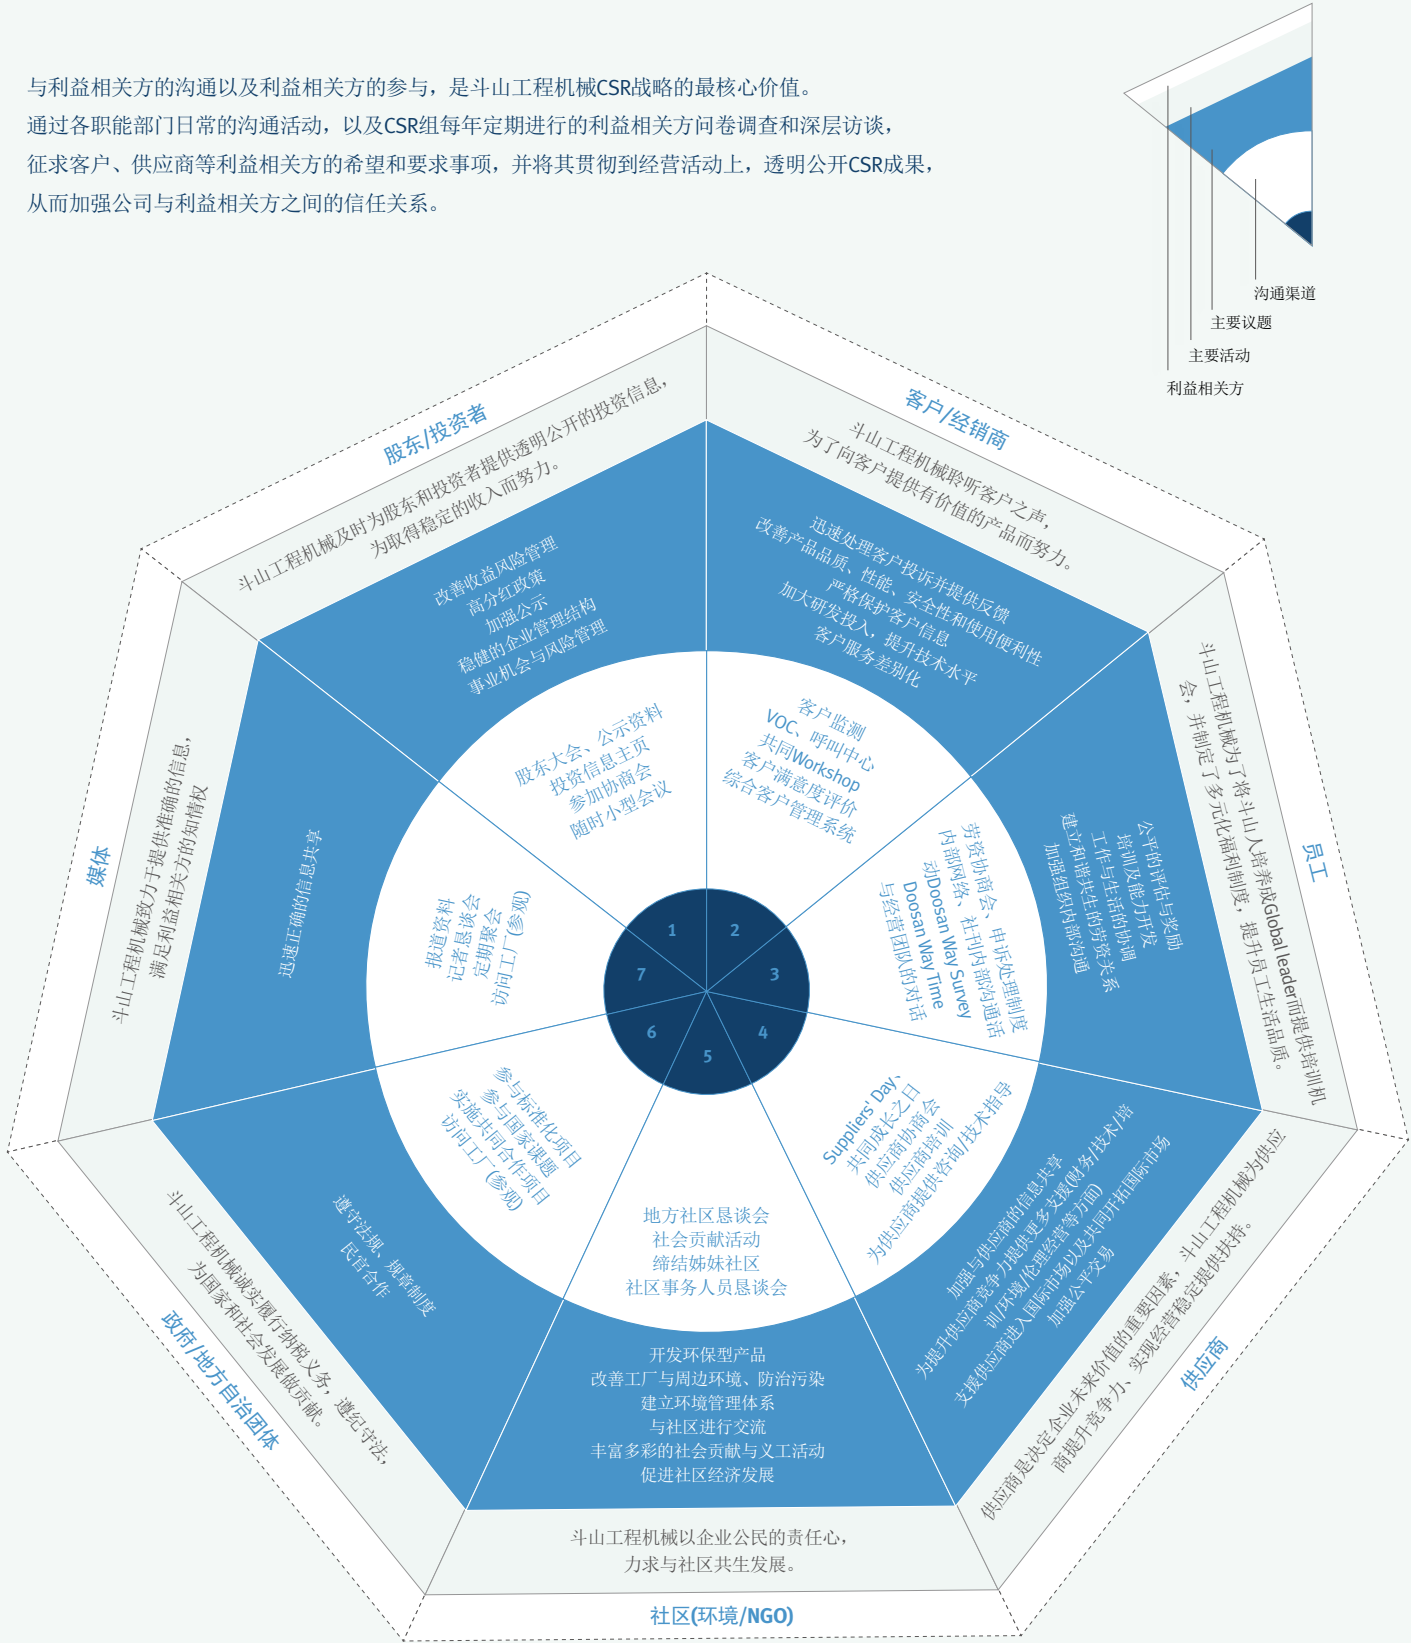 与利益相关方的沟通以及利益相关方的参与，是斗山工程机械CSR战略的最核心价值。
通过各职能部门日常的沟通活动，以及CSR组每年定期进行的利益相关方问卷调查和深层访谈，
征求客户、供应商等利益相关方的希望和要求事项，并将其贯彻到经营活动上，透明公开CSR成果，
从而加强公司与利益相关方之间的信任关系。
沟通渠道
主要议题
主要活动
利益相关方
股东/投资者
斗山工程机械及时为股东和投资者提供透明公开的投资信息，
为取得稳定的收入而努力。
改善收益风险管理
高分红政策
加强公示
稳健的企业管理结构
事业机会与风险管理
股东大会、公示资料
投资信息主页
参加协商会
随时小型会议
1
客户/经销商
斗山工程机械聆听客户之声，
为了向客户提供有价值的产品而努力。
迅速处理客户投诉并提供反馈
改善产品品质、性能、安全性和使用便利性
严格保护客户信息
加大研发投入，提升技术水平
客户服务差别化
客户监测
VOC、呼叫中心
共同Workshop
客户满意度评价
综合客户管理系统
2
员工
斗山工程机械为了将斗山人培养成Global leader而提供培训机
会，并制定了多元化福利制度，提升员工生活品质。
公平的评估与奖励
培训及能力开发
工作与生活的协调
建立和谐共生的劳资关系
加强组织内部沟通
劳资协商会、申诉处理制度
内部网络、社刊内部沟通活
动Doosan Way Survey
Doosan Way Time
与经营团队的对话
3
供应商
供应商是决定企业未来价值的重要因素，斗山工程机械为供应
商提升竞争力、实现经营稳定提供扶持。
加强与供应商的信息共享
为提升供应商竞争力提供更多支援(财务/技术/培
训/环境/伦理经营等方面)
支援供应商进入国际市场以及共同开拓国际市场
加强公平交易
Suppliers' Day、
共同成长之日
供应商协商会
供应商培训
为供应商提供咨询/技术指导
4
地方社区恳谈会
社会贡献活动
缔结姊妹社区
社区事务人员恳谈会
5
开发环保型产品
改善工厂与周边环境、防治污染
建立环境管理体系
与社区进行交流
丰富多彩的社会贡献与义工活动
促进社区经济发展
斗山工程机械以企业公民的责任心，
力求与社区共生发展。
社区(环境/NGO)
政府/地方自治团体
斗山工程机械诚实履行纳税义务，遵纪守法，
为国家和社会发展做贡献。
遵守法规、规章制度
民官合作
参与标准化项目
参与国家课题
实施共同合作项目
访问工厂(参观)
6
媒体
斗山工程机械致力于提供准确的信息，
满足利益相关方的知情权
迅速正确的信息共享
报道资料
记者恳谈会
定期聚会
访问工厂(参观)
7